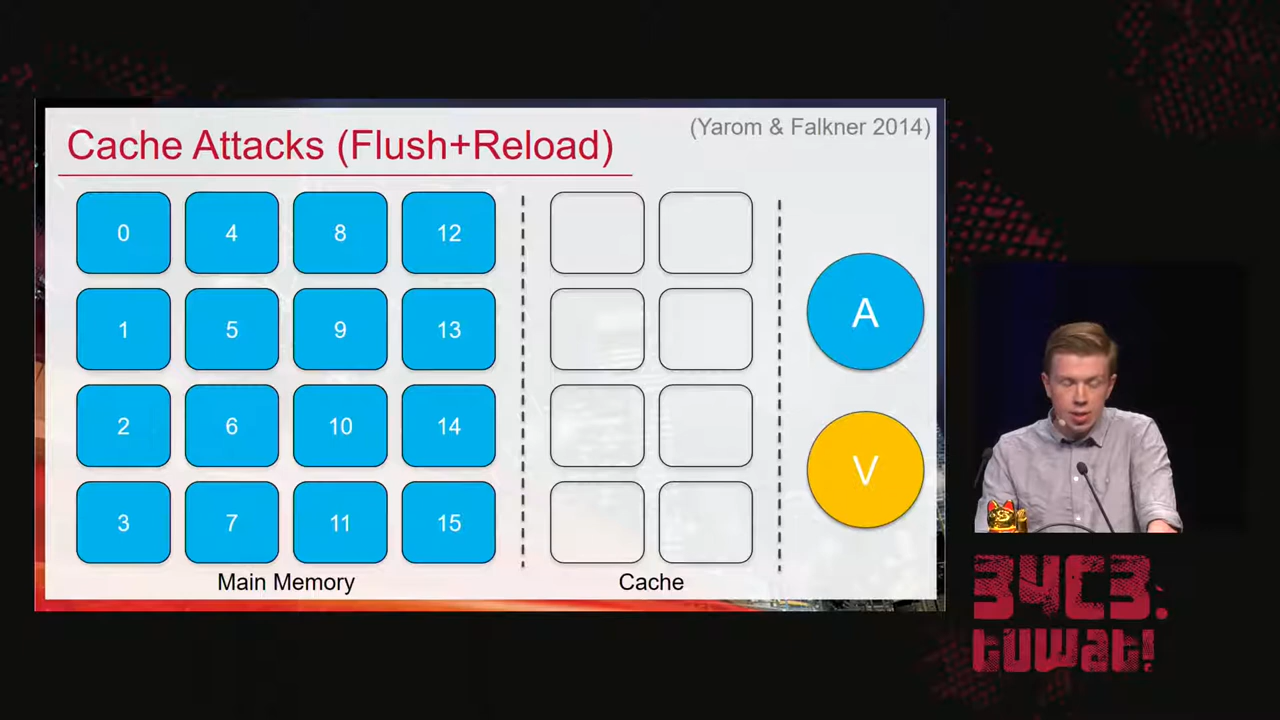 Cache Attacks (Flush+Reload)
(Yarom & Falkner 2014)
0 4 8 12
1 5 9 13
2 6 10 14
3 7 11 15
A
V
Main Memory
Cache
34C3.
tuwat!